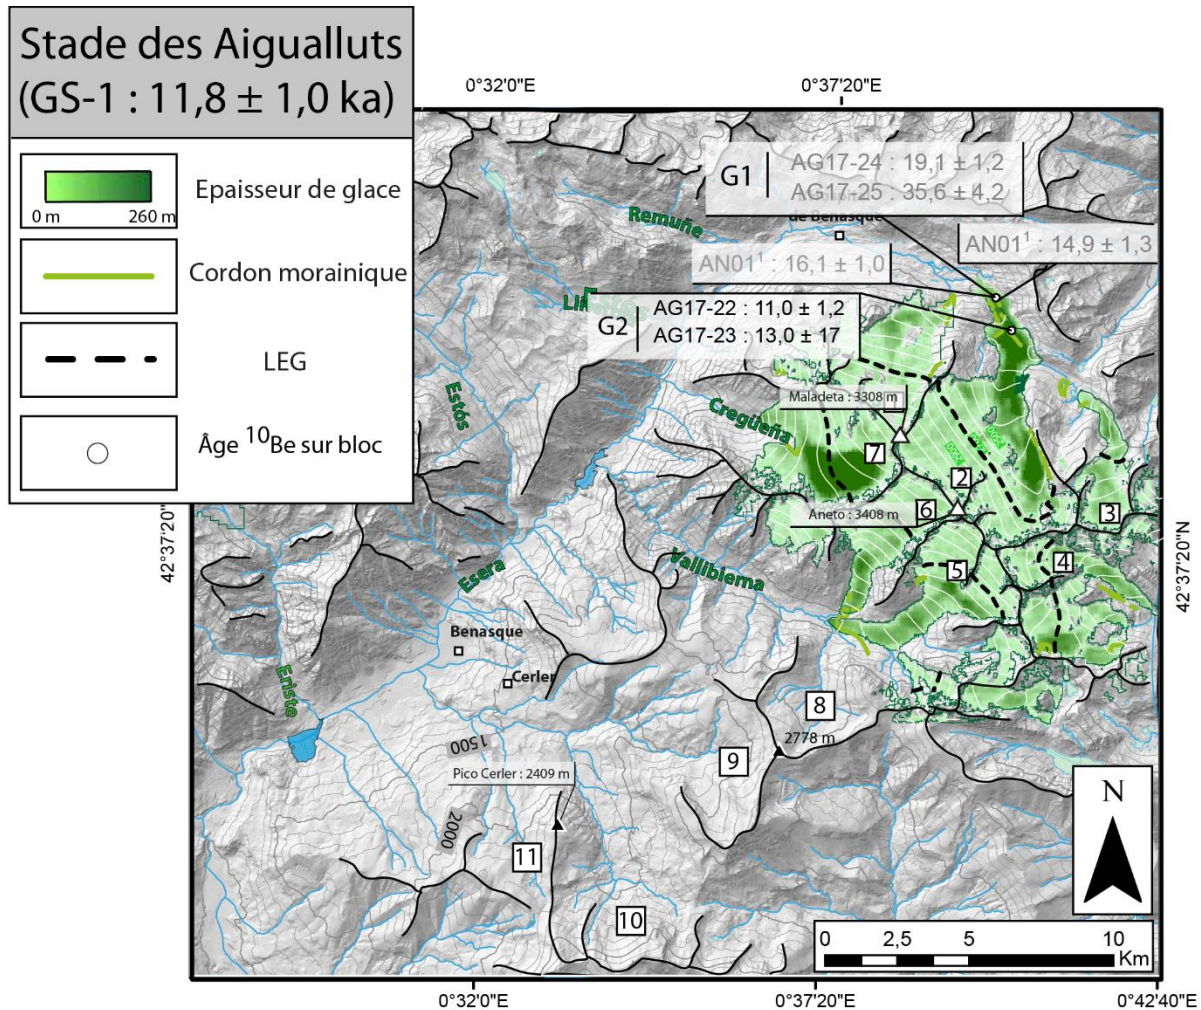 Stade des Aigualluts
(GS-1 : 11,8 ± 1,0 ka)
0 m
260 m
Epaisseur de glace
Cordon morainique
LEG
Âge ¹⁰Be sur bloc
0°32'0"E
0°37'20"E
G1
AG17-24 : 19,1 ± 1,2
AG17-25 : 35,6 ± 4,2
Remuñe
de Benasque
AN01¹ : 14,9 ± 1,3
AN01¹ : 16,1 ± 1,0
G2
AG17-22 : 11,0 ± 1,2
AG17-23 : 13,0 ± 17
Estós
Maladeta : 3308 m
Cregüeña
7
2
Aneto : 3408 m
6
3
42°37'20"N
42°37'20"
Vallibierna
5
4
Esera
Benasque
Cerler
Eriste
8
2778 m
9
1500
Pico Cerler : 2409 m
2000
11
10
N
0
2,5
5
10
Km
0°32'0"E
0°37'20"E
0°42'40"E